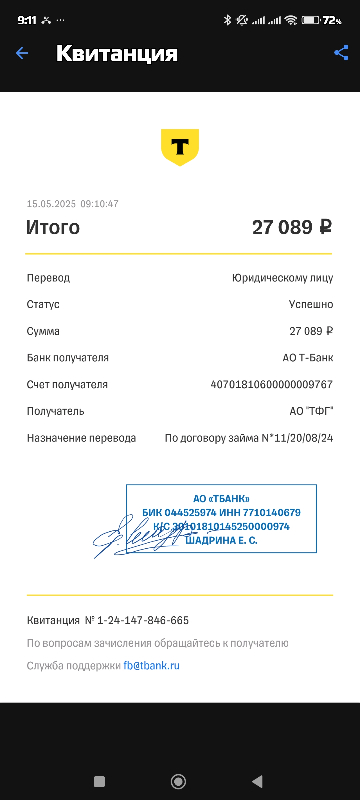 9:11 ... 72%
Квитанция
Т
15.05.2025 09:10:47
Итого 27 089 ₽
Перевод Юридическому лицу
Статус Успешно
Сумма 27 089 ₽
Банк получателя АО Т-Банк
Счет получателя 40701810600000009767
Получатель АО "ТФГ"
Назначение перевода По договору займа N*11/20/08/24
АО «ТБАНК»
БИК 044525974 ИНН 7710140679
К/С 30101810145250000974
ШАДРИНА Е. С.
Квитанция № 1-24-147-846-665
По вопросам зачисления обращайтесь к получателю
Служба поддержки fb@tbank.ru